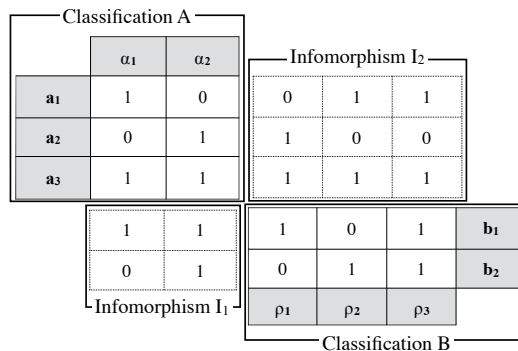 Classification A
Infomorphism I₂
α₁ α₂
a₁ 1 0 0 1 1
a₂ 0 1 1 0 0
a₃ 1 1 1 1 1
1 1 1 0 1 b₁
0 1 0 1 1 b₂
Infomorphism I₁
ρ₁ ρ₂ ρ₃
Classification B